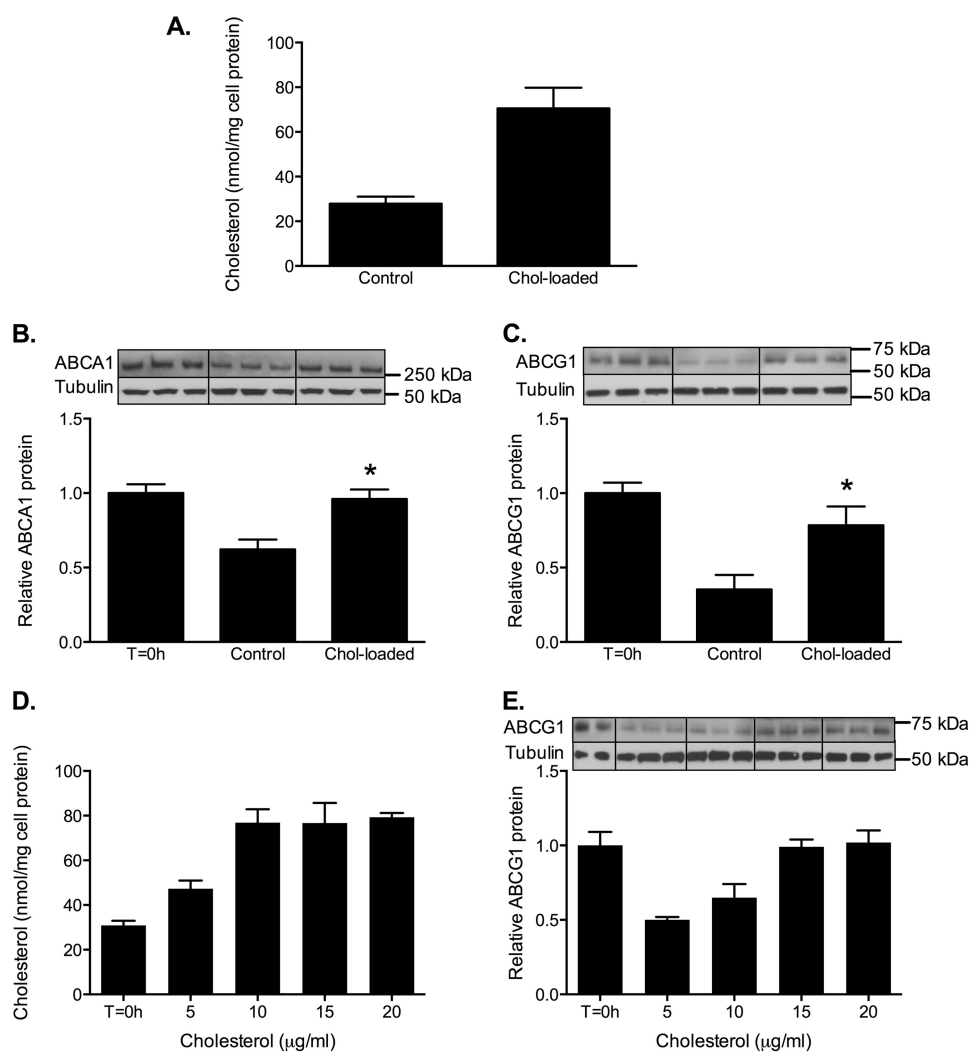 A.
Cholesterol (nmol/mg cell protein)
100
80
60
40
20
0
Control
Chol-loaded
B.
ABCA1
Tubulin
250 kDa
50 kDa
Relative ABCA1 protein
1.5
1.0
0.5
0.0
*
T=0h
Control
Chol-loaded
C.
ABCG1
Tubulin
75 kDa
50 kDa
50 kDa
Relative ABCG1 protein
1.5
1.0
0.5
0.0
*
T=0h
Control
Chol-loaded
D.
Cholesterol (nmol/mg cell protein)
100
80
60
40
20
0
T=0h
5
10
15
20
Cholesterol (µg/ml)
E.
ABCG1
Tubulin
75 kDa
50 kDa
Relative ABCG1 protein
1.5
1.0
0.5
0.0
T=0h
5
10
15
20
Cholesterol (µg/ml)